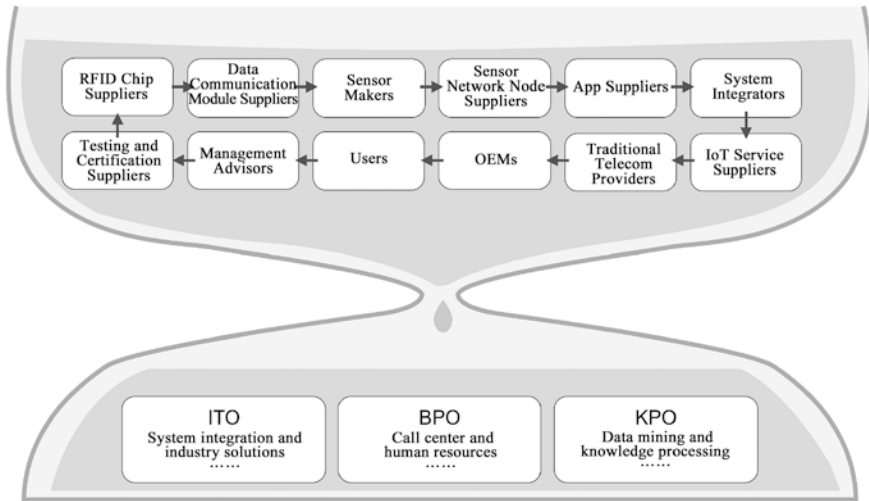 RFID Chip
Suppliers
Data
Communication
Module Suppliers
Sensor
Makers
Sensor
Network Node
Suppliers
App Suppliers
System
Integrators
Testing and
Certification
Suppliers
Management
Advisors
Users
OEMs
Traditional
Telecom
Providers
IoT Service
Suppliers
ITO
System integration and
industry solutions
……
BPO
Call center and
human resources
……
KPO
Data mining and
knowledge processing
……